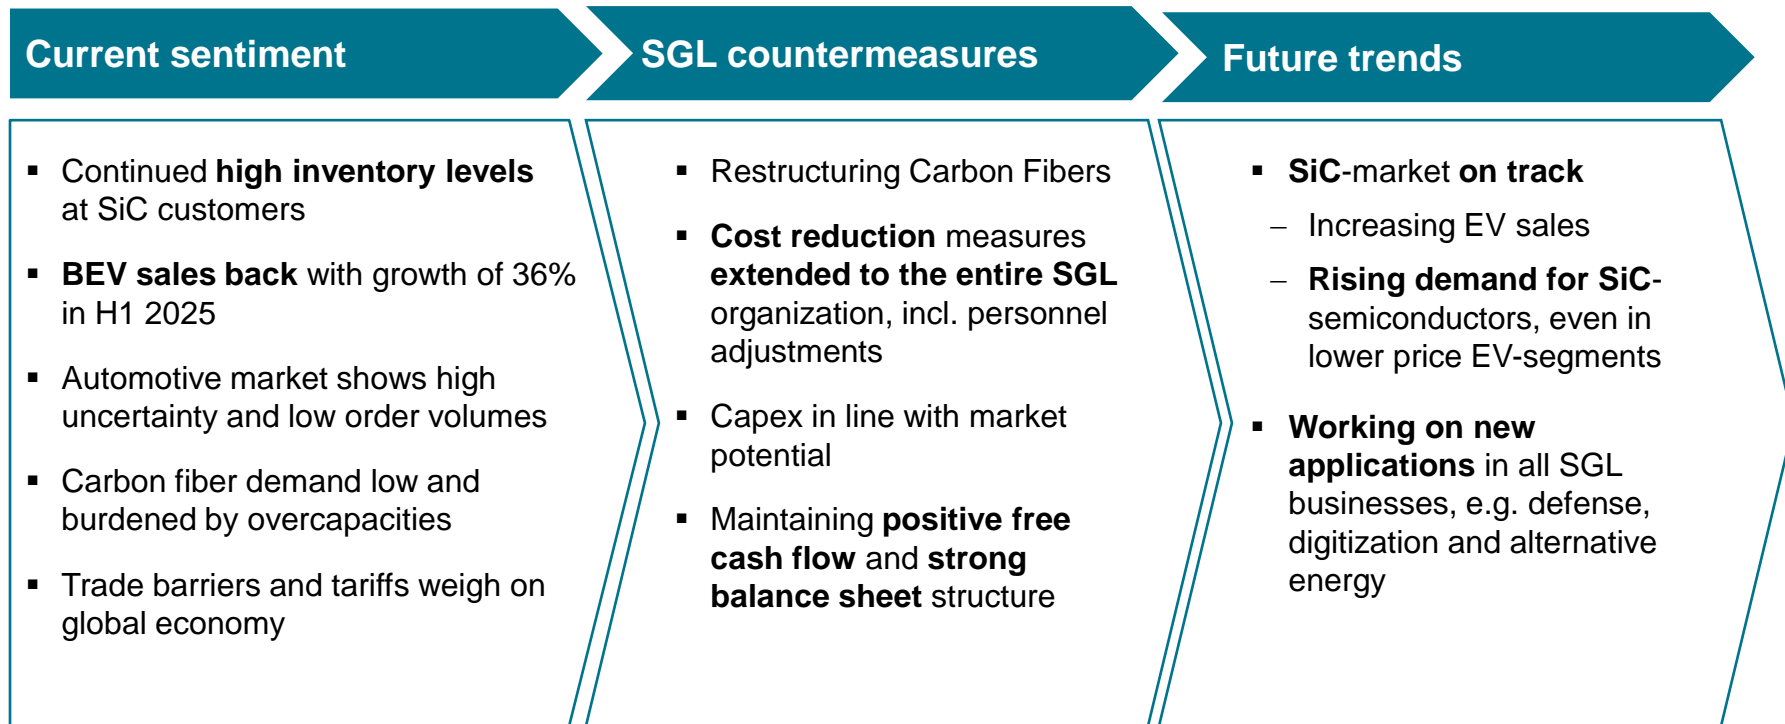 Current sentiment
SGL countermeasures
Future trends
▪ Continued high inventory levels
at SiC customers
▪ BEV sales back with growth of 36%
in H1 2025
▪ Automotive market shows high
uncertainty and low order volumes
▪ Carbon fiber demand low and
burdened by overcapacities
▪ Trade barriers and tariffs weigh on
global economy
▪ Restructuring Carbon Fibers
▪ Cost reduction measures
extended to the entire SGL
organization, incl. personnel
adjustments
▪ Capex in line with market
potential
▪ Maintaining positive free
cash flow and strong
balance sheet structure
▪ SiC-market on track
– Increasing EV sales
– Rising demand for SiC-
semiconductors, even in
lower price EV-segments
▪ Working on new
applications in all SGL
businesses, e.g. defense,
digitization and alternative
energy